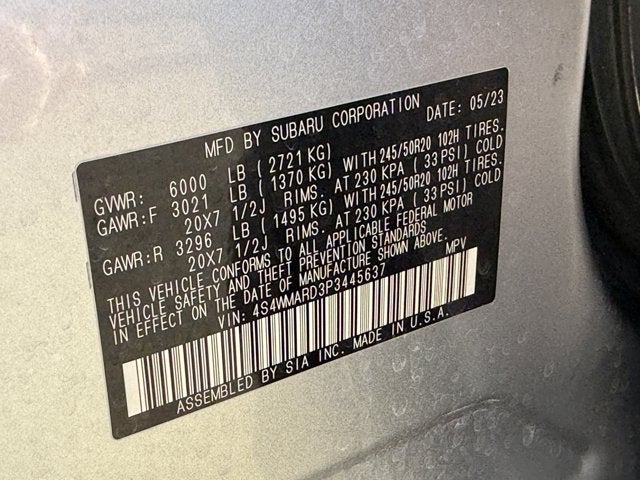 MFD BY SUBARU CORPORATION DATE: 05/23
GVWR: 6000 LB ( 2721 KG)
GAWR:F 3021 LB ( 1370 KG) WITH 245/50R20 102H TIRES.
20X7 1/2J RIMS. AT 230 KPA ( 33 PSI) COLD
GAWR:R 3296 LB ( 1495 KG) WITH 245/50R20 102H TIRES.
20X7 1/2J RIMS. AT 230 KPA ( 33 PSI) COLD
THIS VEHICLE CONFORMS TO ALL APPLICABLE FEDERAL MOTOR
VEHICLE SAFETY AND THEFT PREVENTION STANDARDS
IN EFFECT ON THE DATE OF MANUFACTURE SHOWN ABOVE.
VIN: 4S4WMARD3P3445637 MPV
ASSEMBLED BY SIA INC. MADE IN U.S.A.